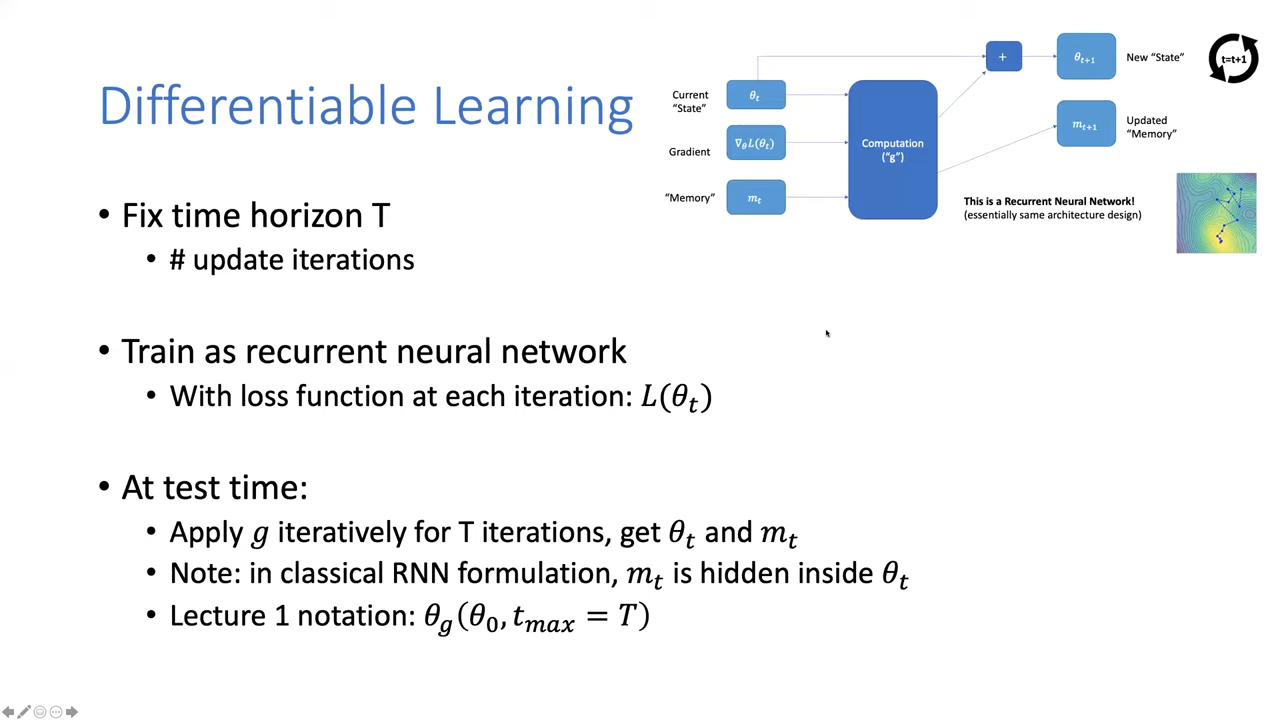 Differentiable Learning
• Fix time horizon T
• # update iterations
• Train as recurrent neural network
• With loss function at each iteration: L(θ_t)
• At test time:
• Apply g iteratively for T iterations, get θ_t and m_t
• Note: in classical RNN formulation, m_t is hidden inside θ_t
• Lecture 1 notation: θ_g(θ_0, t_max = T)
Current
"State"
θ_t
Gradient
∇_θL(θ_t)
"Memory"
m_t
Computation
("g")
+
θ_{t+1}
New "State"
m_{t+1}
Updated
"Memory"
t=t+1
This is a Recurrent Neural Network!
(essentially same architecture design)